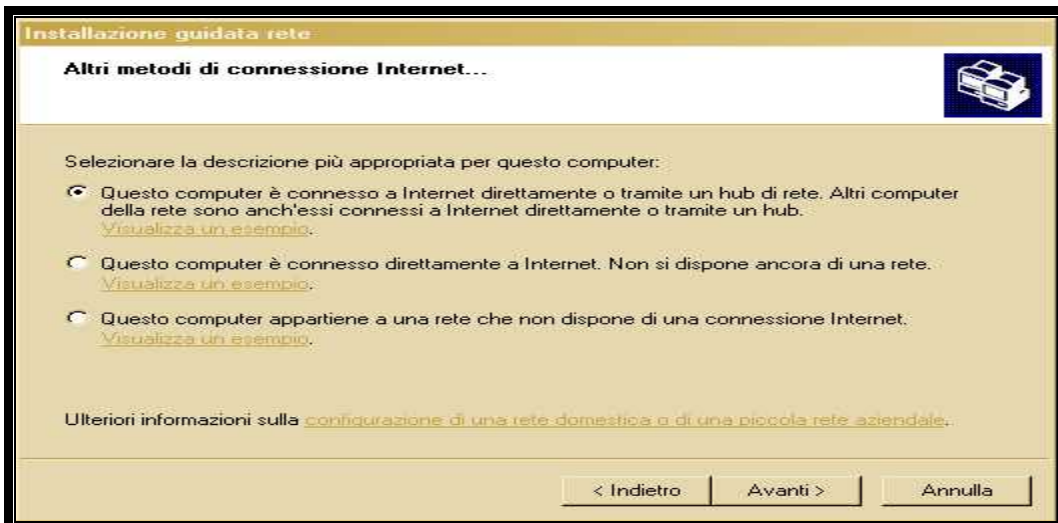 Installazione guidata rete
Altri metodi di connessione Internet...
Selezionare la descrizione più appropriata per questo computer:
Questo computer è connesso a Internet direttamente o tramite un hub di rete. Altri computer
della rete sono anch'essi connessi a Internet direttamente o tramite un hub.
Visualizza un esempio.
Questo computer è connesso direttamente a Internet. Non si dispone ancora di una rete.
Visualizza un esempio.
Questo computer appartiene a una rete che non dispone di una connessione Internet.
Visualizza un esempio.
Ulteriori informazioni sulla configurazione di una rete domestica o di una piccola rete aziendale.
< Indietro Avanti > Annulla